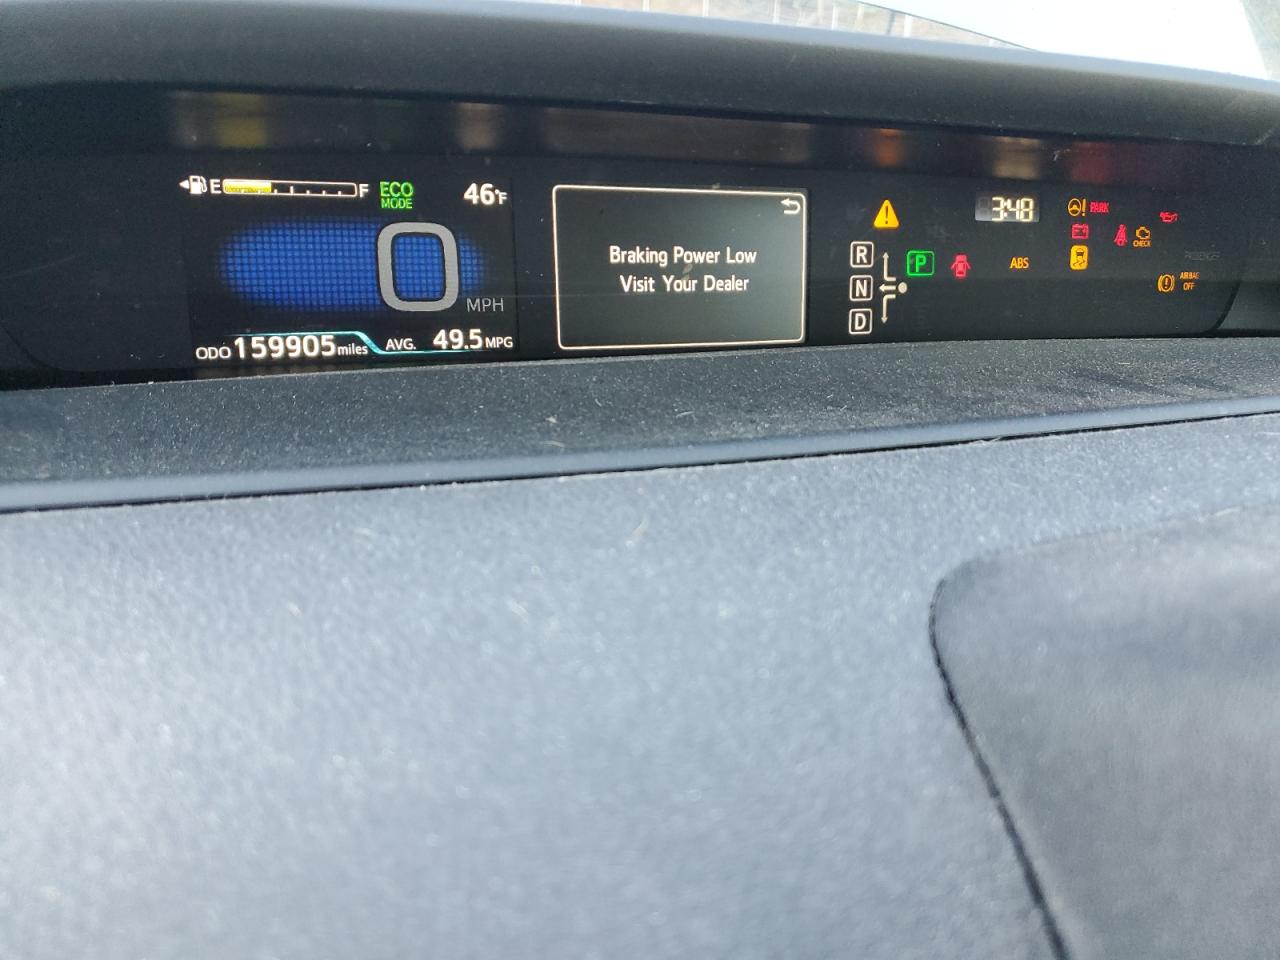 E F
ECO
MODE
46°F
0
MPH
ODO 159905 miles
AVG. 49.5 MPG
Braking Power Low
Visit Your Dealer
R
N
D
P
3:48
ABS
! PARK
CHECK
PASSENGER
AIRBAG
OFF